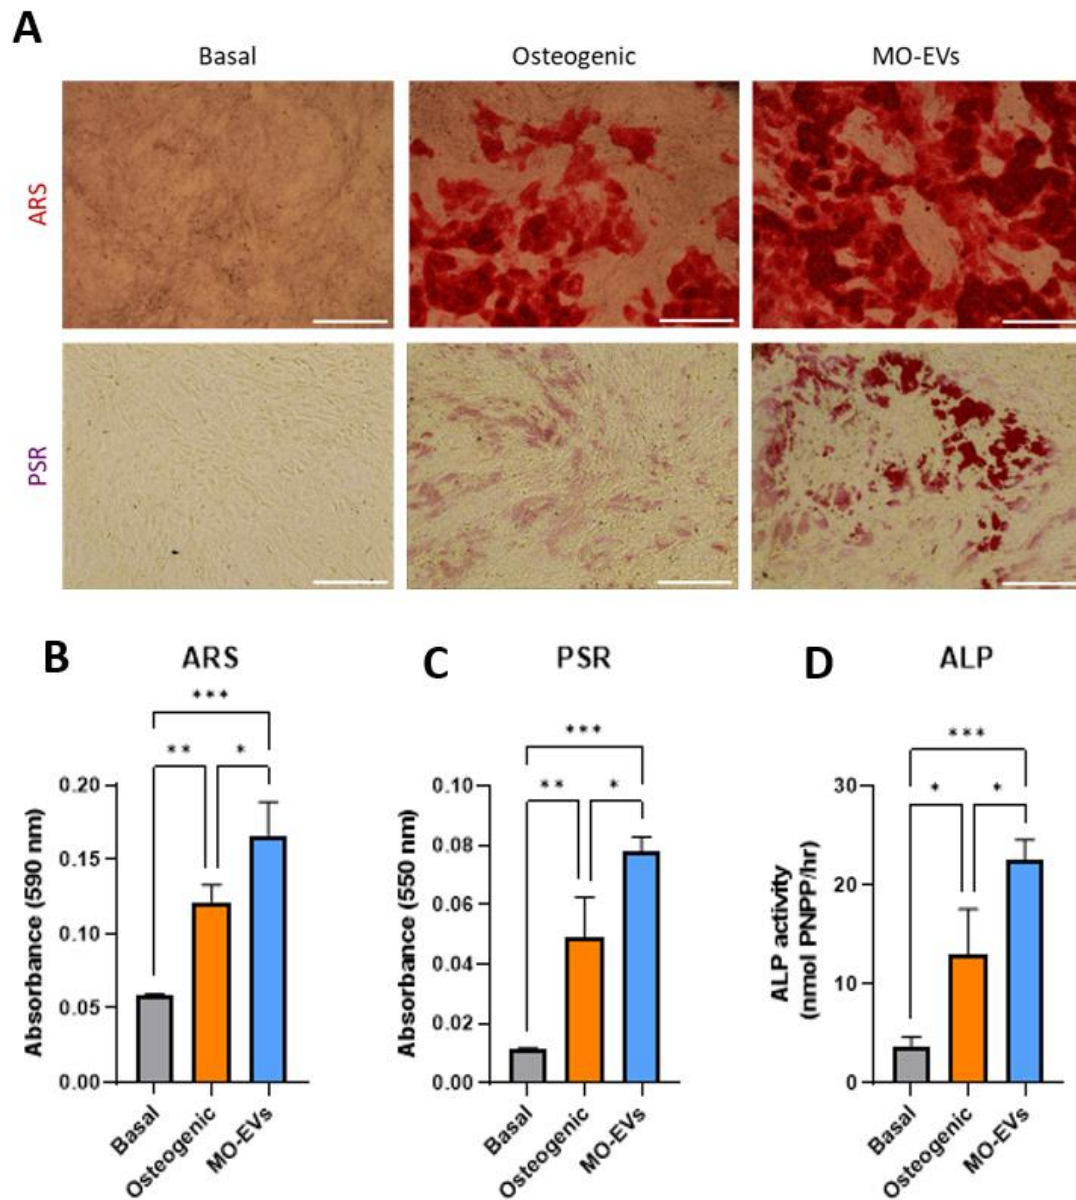 A
Basal Osteogenic MO-EVs
ARS
PSR
B ARS
***
** *
Absorbance (590 nm)
0.20
0.15
0.10
0.05
0.00
Basal
Osteogenic
MO-EVs
C PSR
***
** *
Absorbance (550 nm)
0.10
0.08
0.06
0.04
0.02
0.00
Basal
Osteogenic
MO-EVs
D ALP
***
* *
ALP activity
(nmol PNPP/hr)
30
20
10
0
Basal
Osteogenic
MO-EVs